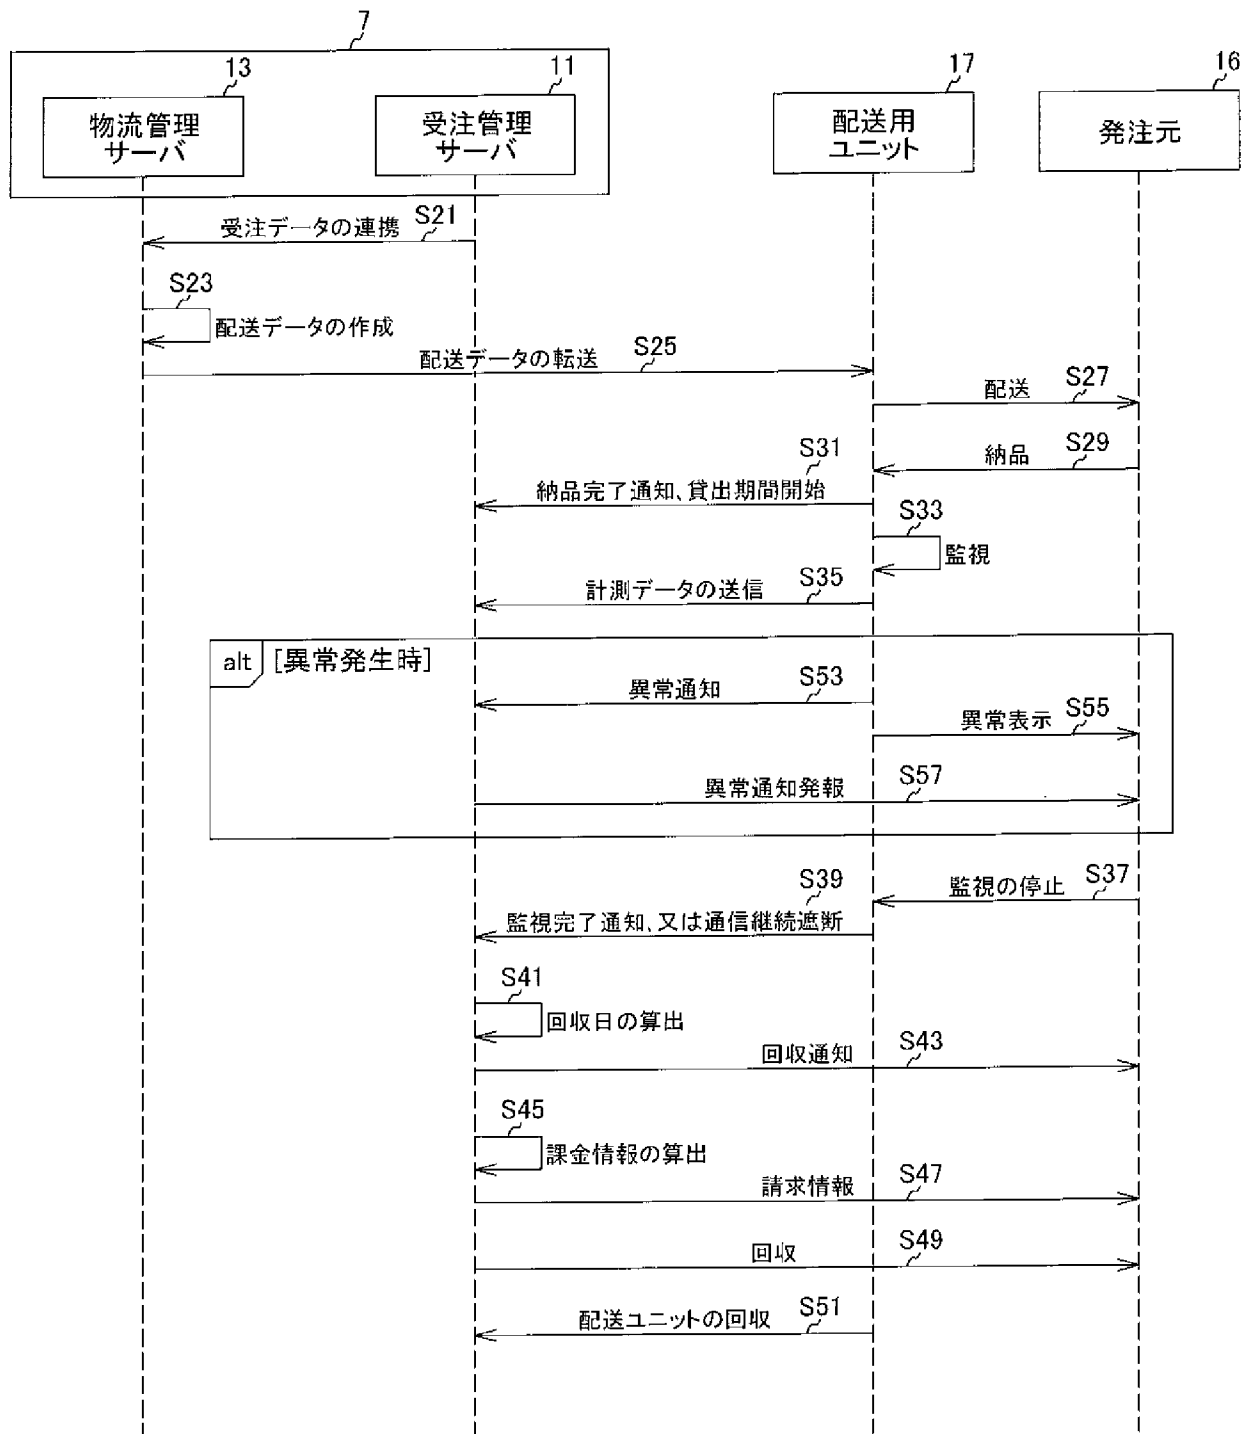 7
13
11
17
16
物流管理
サーバ
受注管理
サーバ
配送用
ユニット
発注元
受注データの連携
S21
S23
配送データの作成
配送データの転送
S25
配送
S27
納品
S29
S31
納品完了通知、貸出期間開始
S33
監視
計測データの送信
S35
alt
[異常発生時]
異常通知
S53
異常表示
S55
異常通知発報
S57
監視の停止
S37
S39
監視完了通知、又は通信継続遮断
S41
回収日の算出
回収通知
S43
S45
課金情報の算出
請求情報
S47
回収
S49
配送ユニットの回収
S51